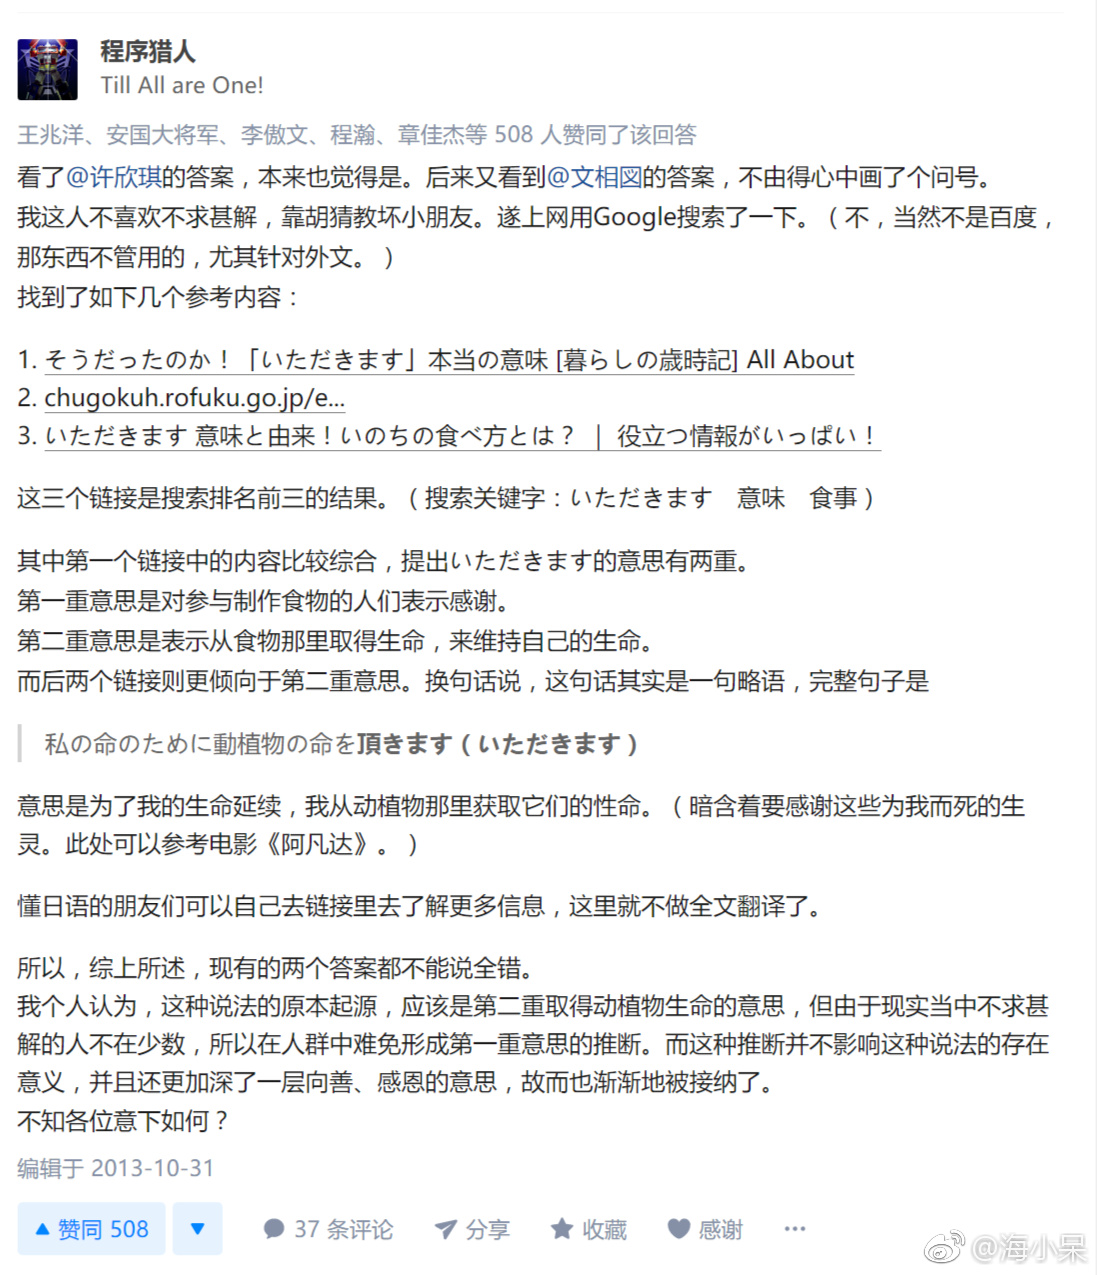 程序猎人
Till All are One!
王兆洋、安国大将军、李傲文、程瀚、章佳杰等 508 人赞同了该回答
看了@许欣琪的答案，本来也觉得是。后来又看到@文相図的答案，不由得心中画了个问号。
我这人不喜欢不求甚解，靠胡猜教坏小朋友。遂上网用Google搜索了一下。（不，当然不是百度，
那东西不管用的，尤其针对外文。）
找到了如下几个参考内容：
1. そうだったのか！「いただきます」本当の意味 [暮らしの歳時記] All About
2. chugokuh.rofuku.go.jp/e...
3. いただきます 意味と由来！いのちの食べ方とは？ ｜ 役立つ情報がいっぱい！
这三个链接是搜索排名前三的结果。（搜索关键字：いただきます　意味　食事）
其中第一个链接中的内容比较综合，提出いただきます的意思有两重。
第一重意思是对参与制作食物的人们表示感谢。
第二重意思是表示从食物那里取得生命，来维持自己的生命。
而后两个链接则更倾向于第二重意思。换句话说，这句话其实是一句略语，完整句子是
私の命のために動植物の命を頂きます（いただきます）
意思是为了我的生命延续，我从动植物那里获取它们的性命。（暗含着要感谢这些为我而死的生
灵。此处可以参考电影《阿凡达》。）
懂日语的朋友们可以自己去链接里去了解更多信息，这里就不做全文翻译了。
所以，综上所述，现有的两个答案都不能说全错。
我个人认为，这种说法的原本起源，应该是第二重取得动植物生命的意思，但由于现实当中不求甚
解的人不在少数，所以在人群中难免形成第一重意思的推断。而这种推断并不影响这种说法的存在
意义，并且还更加深了一层向善、感恩的意思，故而也渐渐地被接纳了。
不知各位意下如何？
编辑于 2013-10-31
赞同 508
37 条评论
分享
收藏
感谢
@海小呆